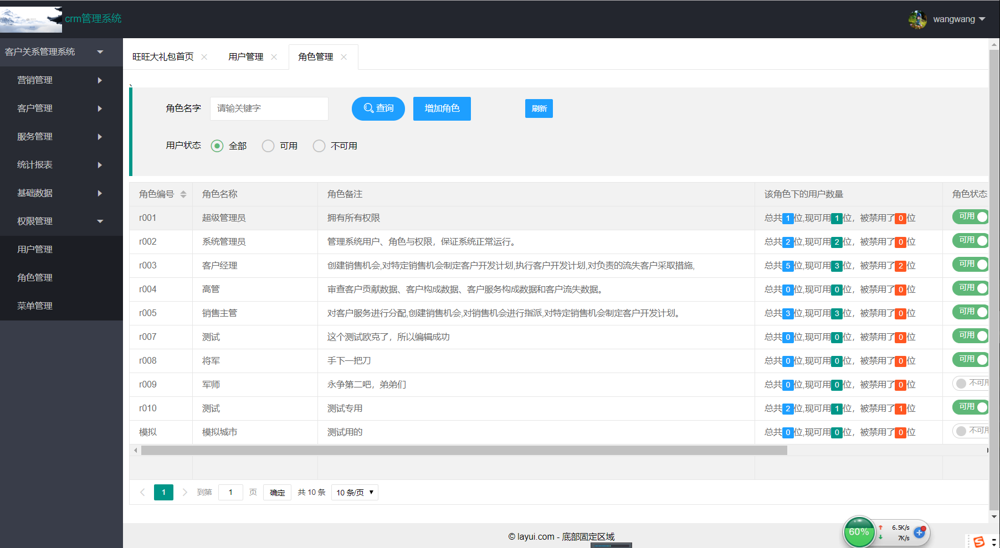 crm管理系统
wangwang
客户关系管理系统
营销管理
客户管理
服务管理
统计报表
基础数据
权限管理
用户管理
角色管理
菜单管理
旺旺大礼包首页 用户管理 角色管理
、
角色名字 请输关键字 查询 增加角色 刷新
用户状态 全部 可用 不可用
角色编号 角色名称 角色备注 该角色下的用户数量 角色状态
r001 超级管理员 拥有所有权限 总共1位,现可用1位，被禁用了0位 可用
r002 系统管理员 管理系统用户、角色与权限，保证系统正常运行。 总共2位,现可用2位，被禁用了0位 可用
r003 客户经理 创建销售机会,对特定销售机会制定客户开发计划,执行客户开发计划,对负责的流失客户采取措施, 总共5位,现可用3位，被禁用了2位 可用
r004 高管 审查客户贡献数据、客户构成数据、客户服务构成数据和客户流失数据。 总共0位,现可用0位，被禁用了0位 可用
r005 销售主管 对客户服务进行分配,创建销售机会,对销售机会进行指派,对特定销售机会制定客户开发计划。 总共3位,现可用3位，被禁用了0位 可用
r007 测试 这个测试欧克了，所以编辑成功 总共0位,现可用0位，被禁用了0位 可用
r008 将军 手下一把刀 总共0位,现可用0位，被禁用了0位 可用
r009 军师 永争第二吧，弟弟们 总共0位,现可用0位，被禁用了0位 不可用
r010 测试 测试专用 总共2位,现可用1位，被禁用了1位 可用
模拟 模拟城市 测试用的 总共0位,现可用0位，被禁用了0位 不可用
1 到第 1 页 确定 共 10 条 10 条/页
© layui.com - 底部固定区域
60% 6.5K/s
7K/s